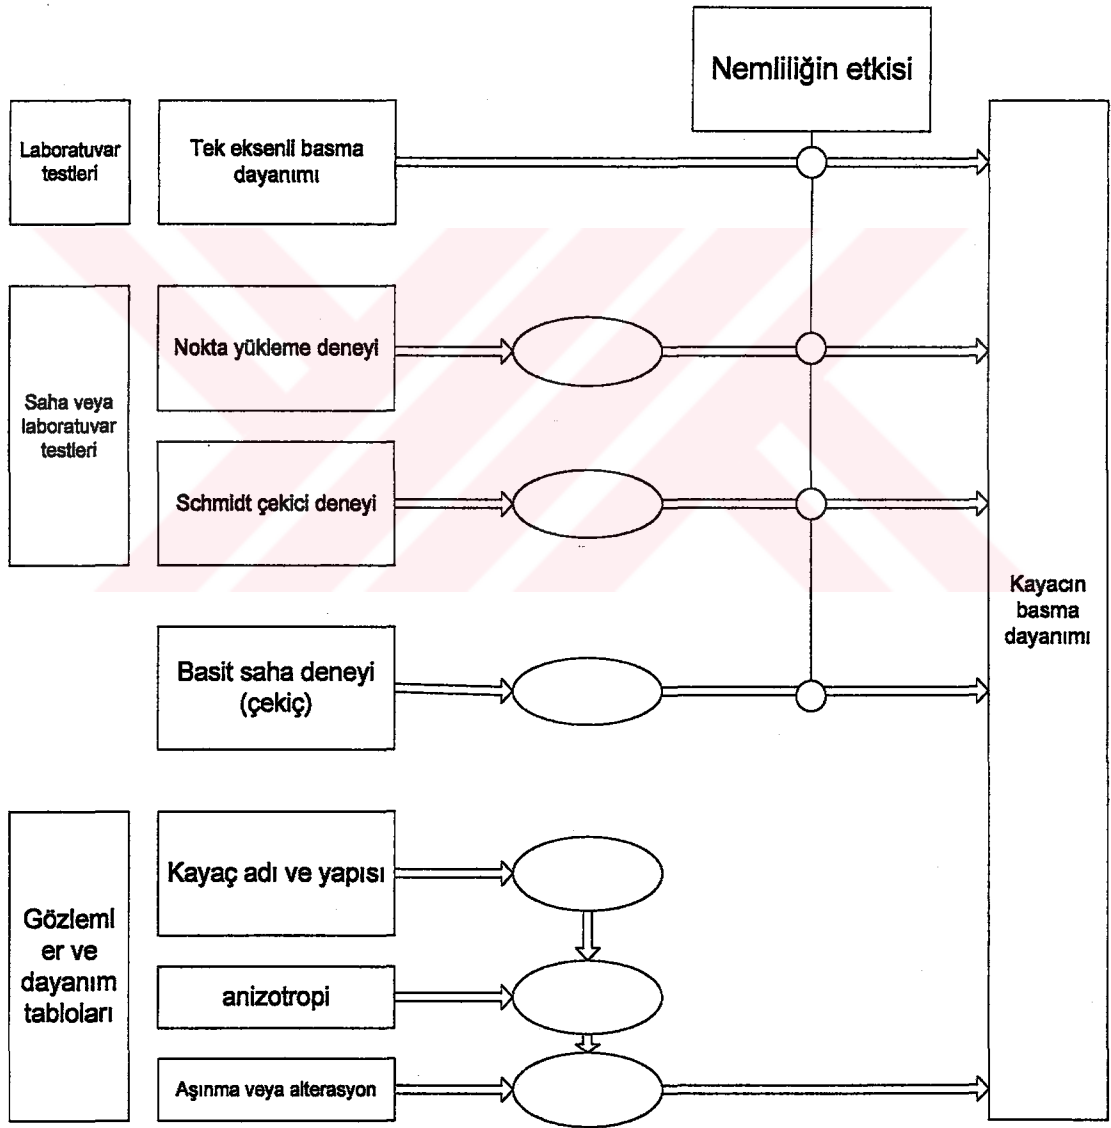 Nemliliğin etkisi
Laboratuvar
testleri
Tek eksenli basma
dayanımı
Saha veya
laboratuvar
testleri
Nokta yükleme deneyi
Schmidt çekici deneyi
Basit saha deneyi
(çekiç)
Kayacın
basma
dayanımı
Gözleml
er ve
dayanım
tabloları
Kayaç adı ve yapısı
anizotropi
Aşınma veya alterasyon